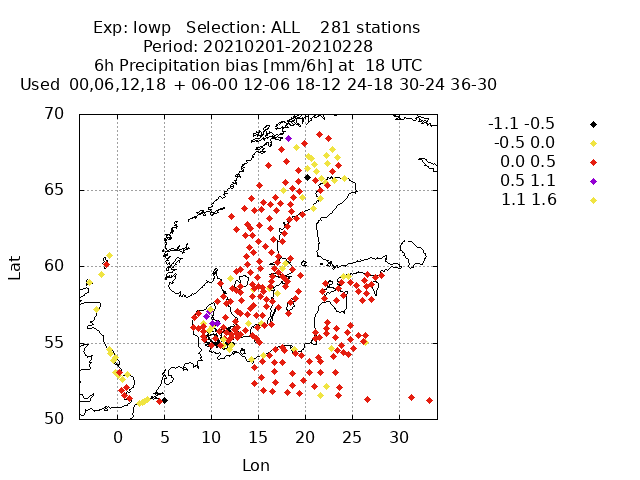 Exp: lowp   Selection: ALL    281 stations
Period: 20210201-20210228
6h Precipitation bias [mm/6h] at  18 UTC
Used  00,06,12,18  + 06-00 12-06 18-12 24-18 30-24 36-30
-1.1 -0.5
-0.5 0.0
0.0 0.5
0.5 1.1
1.1 1.6
70
65
60
55
50
Lat
0 5 10 15 20 25 30
Lon